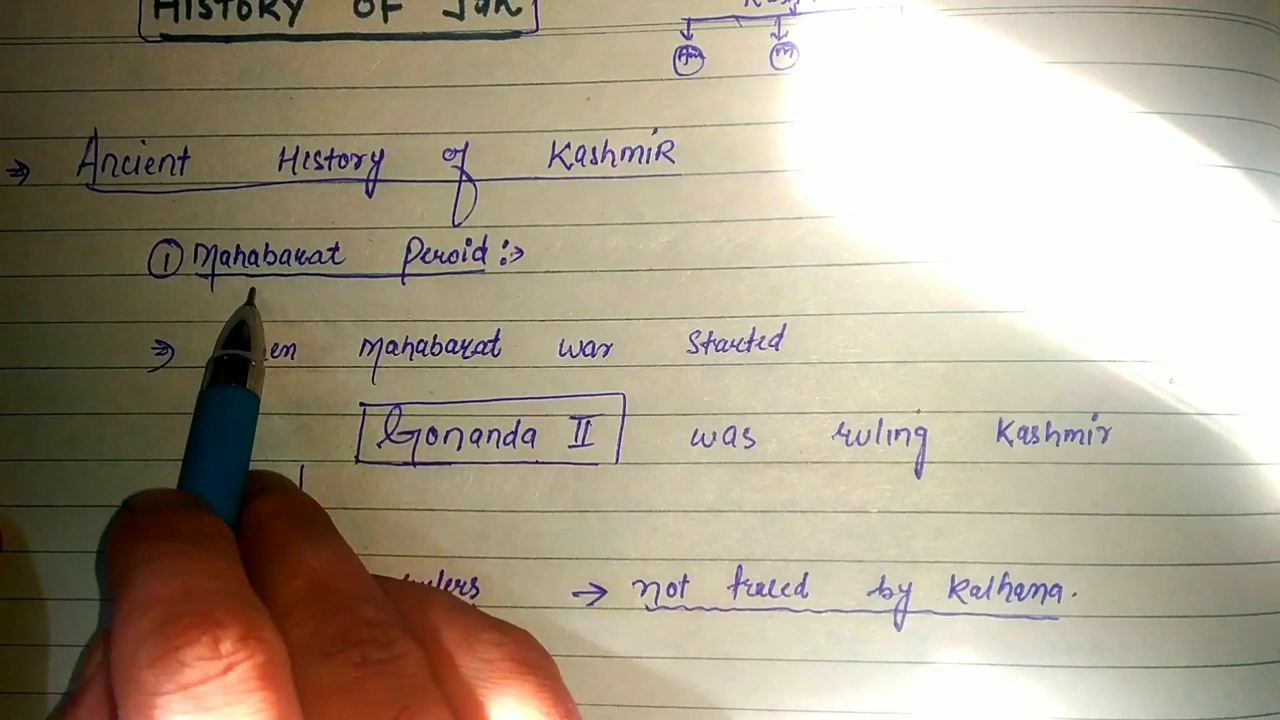 HISTORY OF J&K
⇒ Ancient History of Kashmir
① Mahabarat Peroid :→
⇒ Mahabarat war Started
Gonanda II was ruling Kashmir
rulers → not traced by Kalhana.